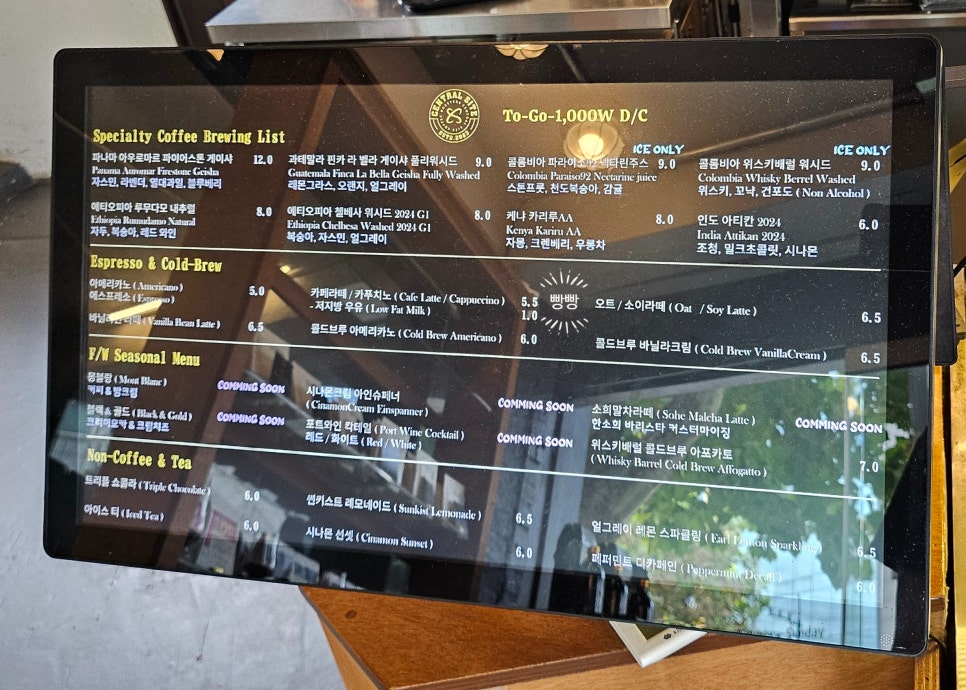 CENTRAL SITE
ESTD.2023
To-Go-1,000W D/C
Specialty Coffee Brewing List
파나마 아우로마르 파이어스톤 게이샤 12.0
Panama Auromar Firestone Geisha
자스민, 라벤더, 열대과일, 블루베리
과테말라 핀카 라 벨라 게이샤 풀리워시드 9.0
Guatemala Finca La Bella Geisha Fully Washed
레몬그라스, 오렌지, 얼그레이
ICE ONLY
콜롬비아 파라이소92 넥타린주스 9.0
Colombia Paraiso92 Nectarine juice
스톤프룻, 천도복숭아, 감귤
ICE ONLY
콜롬비아 위스키배럴 워시드 9.0
Colombia Whisky Berrel Washed
위스키, 꼬냑, 건포도 ( Non Alcohol )
에티오피아 루무다모 내추럴 8.0
Ethiopia Rumudamo Natural
자두, 복숭아, 레드 와인
에티오피아 첼베사 워시드 2024 G1 8.0
Ethiopia Chelbesa Washed 2024 G1
복숭아, 자스민, 얼그레이
케냐 카리루AA 8.0
Kenya Kariru AA
자몽, 크렌베리, 우롱차
인도 아티칸 2024 6.0
India Attikan 2024
조청, 밀크초콜릿, 시나몬
Espresso & Cold-Brew
아메리카노 ( Americano ) 5.0
에스프레소 ( Espresso )
바닐라빈 라떼 ( Vanilla Bean Latte ) 6.5
카페라떼 / 카푸치노 ( Cafe Latte / Cappuccino ) 5.5
- 저지방 우유 ( Low Fat Milk ) 1.0
콜드브루 아메리카노 ( Cold Brew Americano ) 6.0
빵빵
오트 / 소이라떼 ( Oat / Soy Latte ) 6.5
콜드브루 바닐라크림 ( Cold Brew VanillaCream ) 6.5
F/W Seasonal Menu
몽블랑 ( Mont Blanc ) COMMING SOON
커피 & 밤크림
블랙 & 골드 ( Black & Gold ) COMMING SOON
크리미모카 & 크림치즈
시나몬크림 아인슈페너
( CinamonCream Einspanner ) COMMING SOON
포트와인 칵테일 ( Port Wine Cocktail )
레드 / 화이트 ( Red / White ) COMMING SOON
소희말차라떼 ( Sohe Malcha Latte ) COMMING SOON
한소희 바리스타 커스터마이징
위스키배럴 콜드브루 아포카토
( Whisky Barrel Cold Brew Affogatto ) 7.0
Non-Coffee & Tea
트리플 쇼콜라 ( Triple Chocolate ) 6.0
아이스 티 ( Iced Tea ) 6.0
썬키스트 레모네이드 ( Sunkist Lemonade ) 6.5
시나몬 선셋 ( Cinamon Sunset ) 6.0
얼그레이 레몬 스파클링 ( Earl Lemon Sparkling ) 6.5
페퍼민트 디카페인 ( Peppermint Decaff ) 6.0